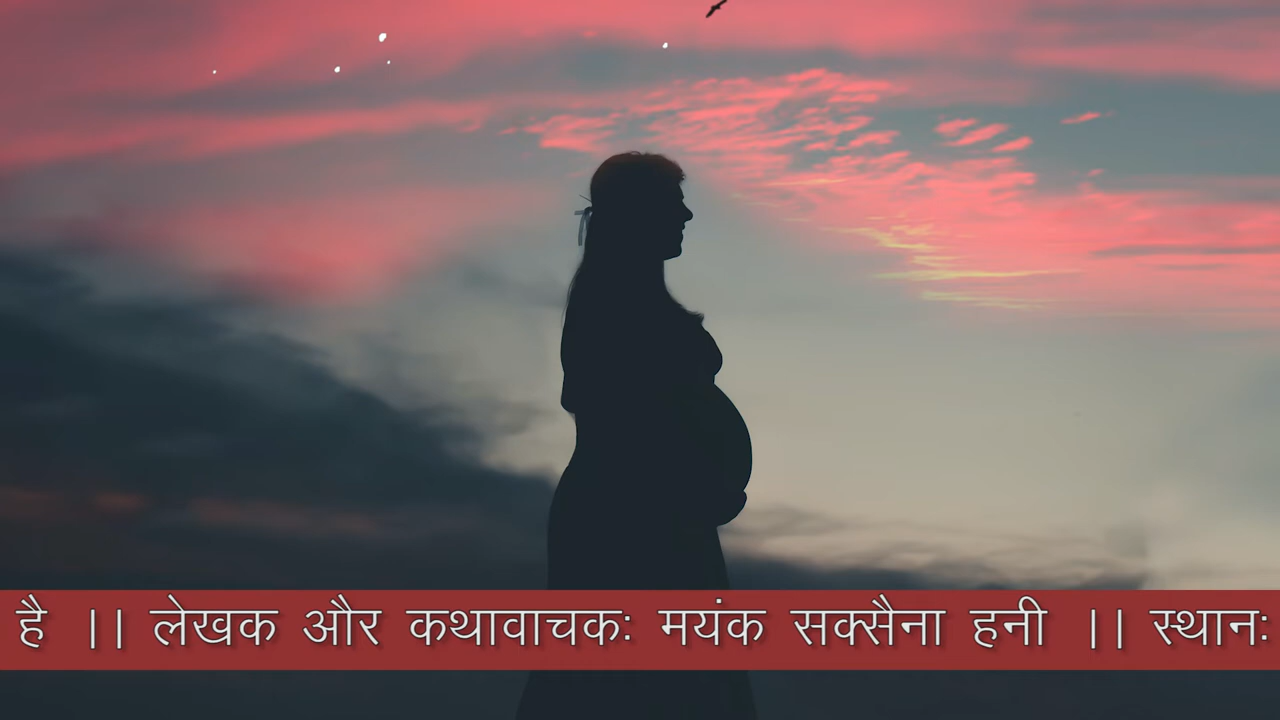 है || लेखक और कथावाचकः मयंक सक्सैना हनी || स्थानः